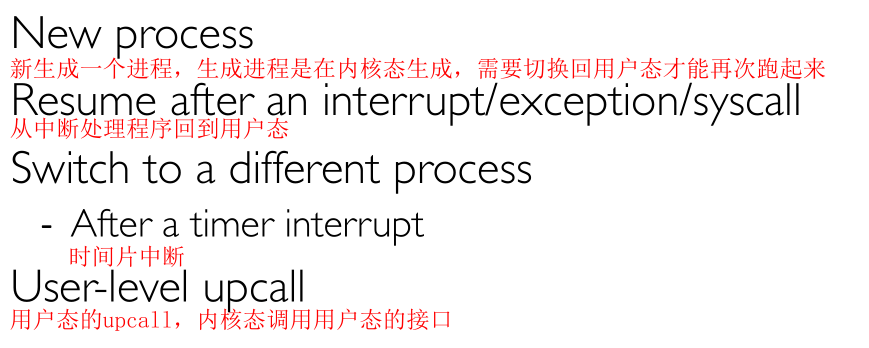 New process
新生成一个进程，生成进程是在内核态生成，需要切换回用户态才能再次跑起来
Resume after an interrupt/exception/syscall
从中断处理程序回到用户态
Switch to a different process
- After a timer interrupt
时间片中断
User-level upcall
用户态的upcall，内核态调用用户态的接口